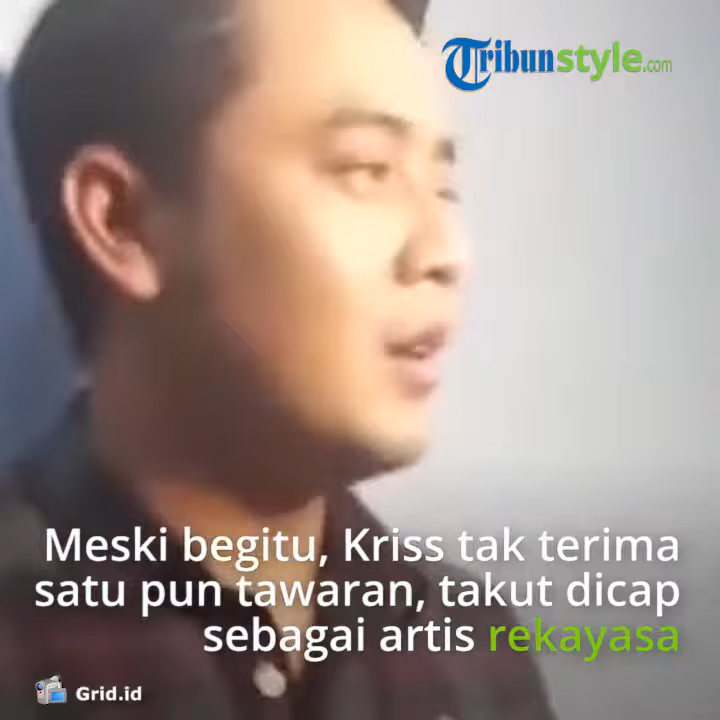 Tribunstyle.com
Meski begitu, Kriss tak terima
satu pun tawaran, takut dicap
sebagai artis rekayasa
Grid.id